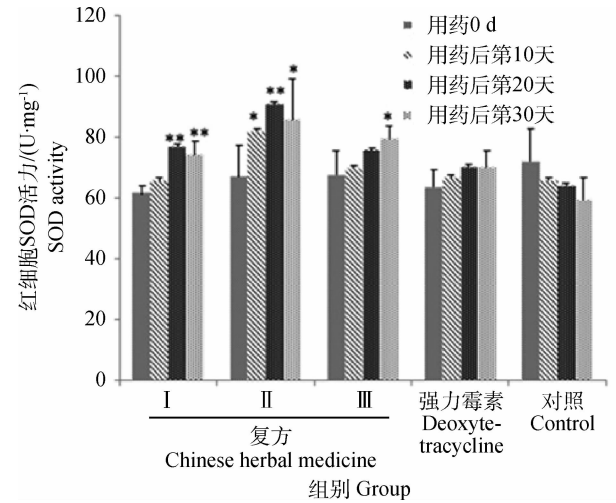 120
100
80
60
40
20
0
红细胞SOD活力/(U·mg⁻¹)
SOD activity
用药0 d
用药后第10天
用药后第20天
用药后第30天
** **
* ** *
*
Ⅰ Ⅱ Ⅲ
复方
Chinese herbal medicine
强力霉素
Deoxyte-
tracycline
对照
Control
组别 Group